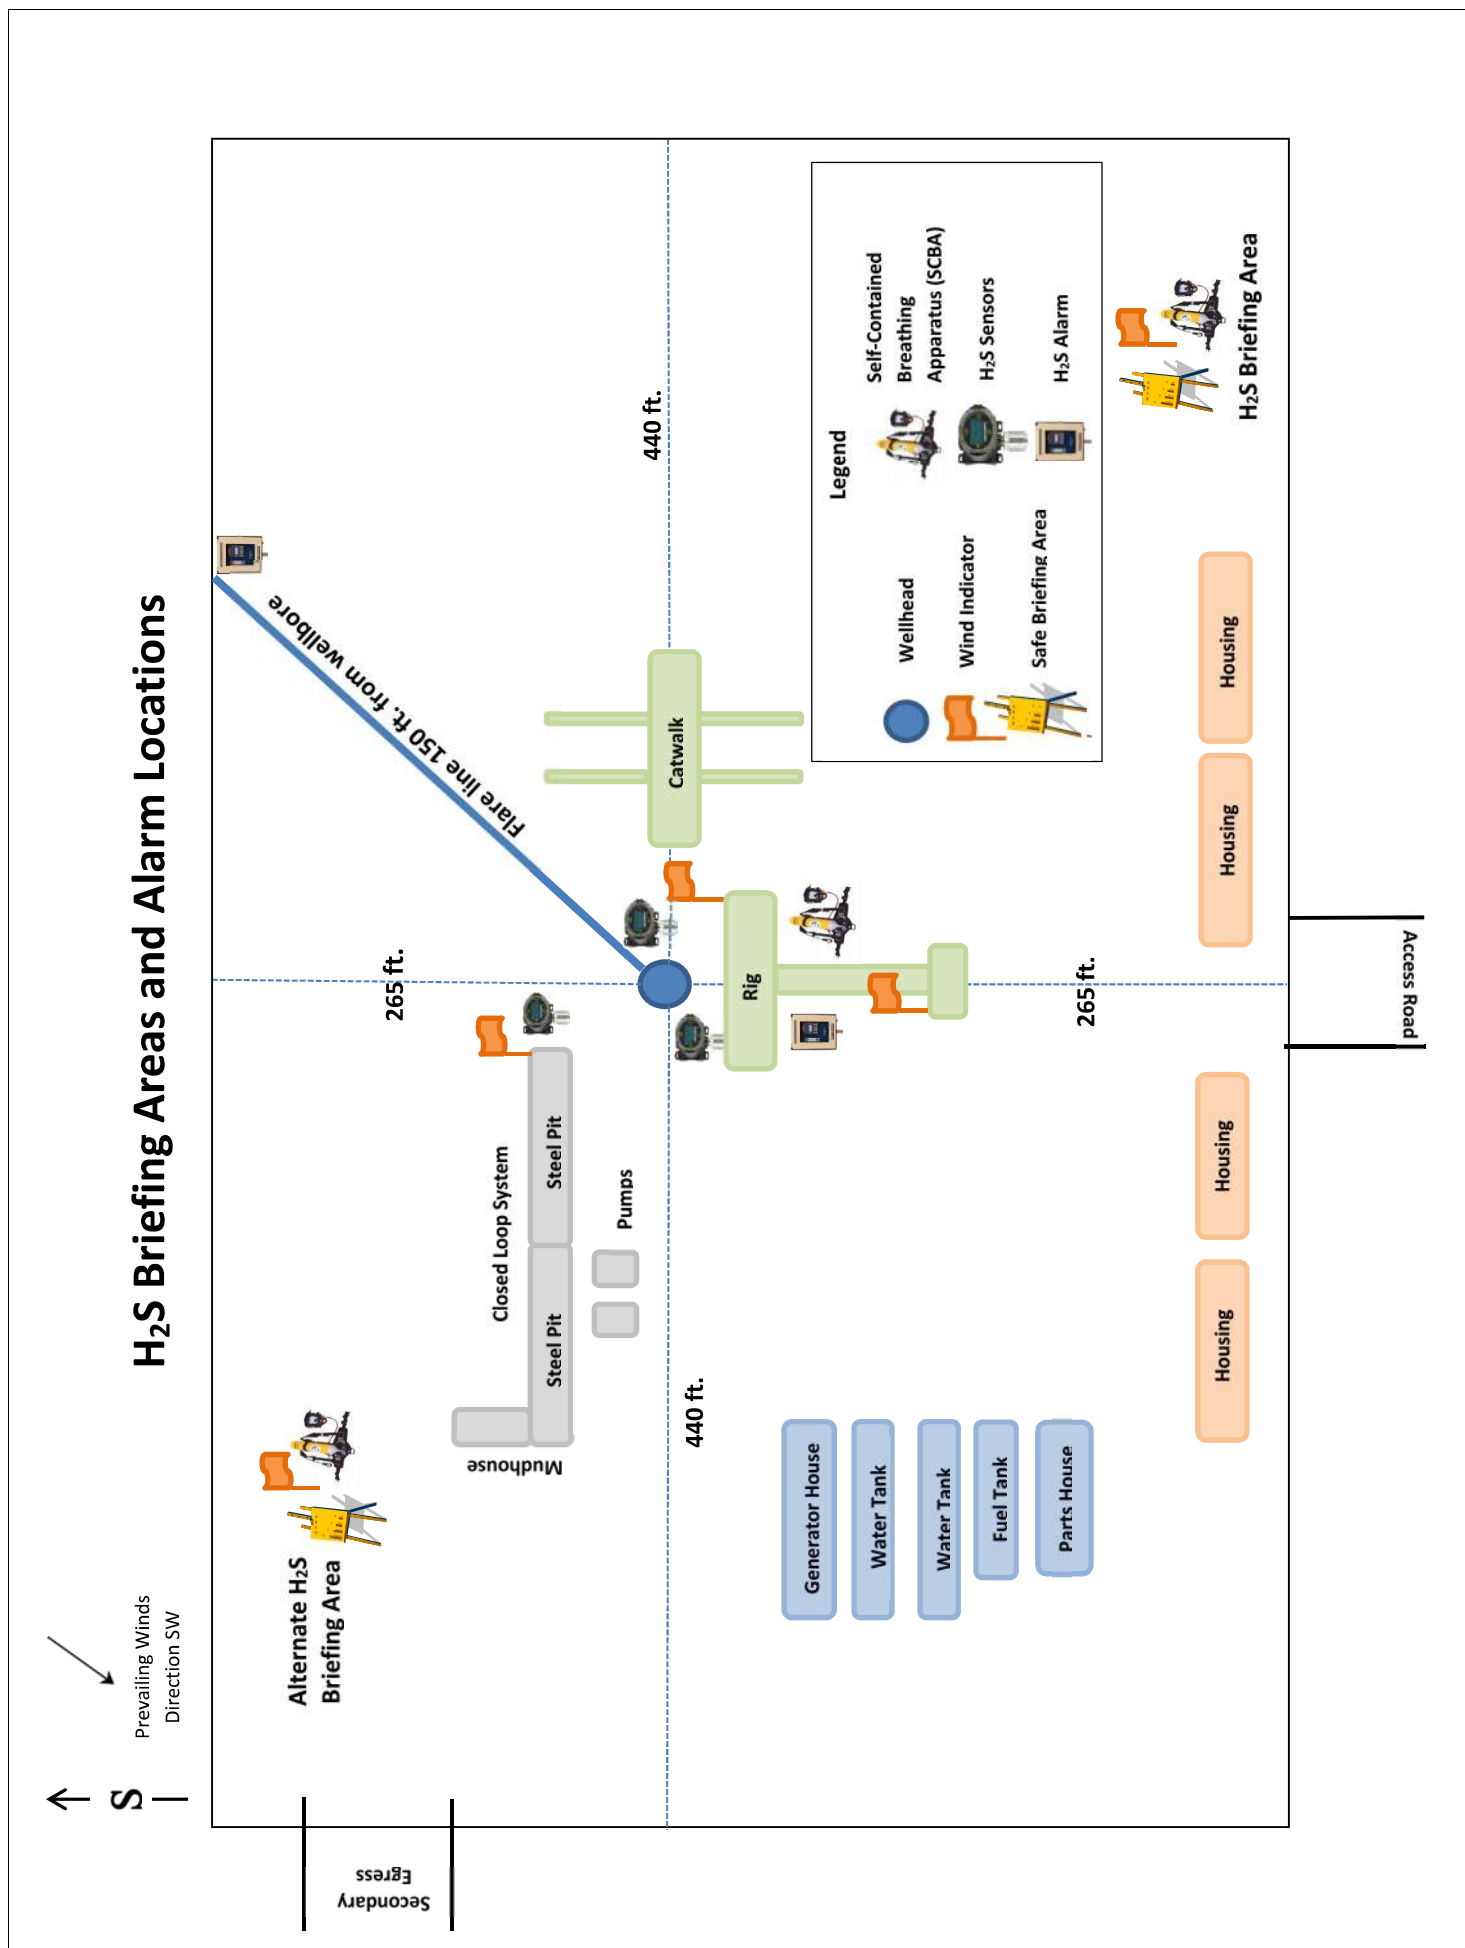 H₂S Briefing Areas and Alarm Locations
S
Prevailing Winds
Direction SW
Secondary
Egress
Alternate H₂S
Briefing Area
Mudhouse
Closed Loop System
Steel Pit
Steel Pit
Pumps
265 ft.
Flare line 150 ft. from wellbore
440 ft.
440 ft.
Catwalk
Rig
265 ft.
Generator House
Water Tank
Water Tank
Fuel Tank
Parts House
Legend
Wellhead
Wind Indicator
Safe Briefing Area
Self-Contained
Breathing
Apparatus (SCBA)
H₂S Sensors
H₂S Alarm
H₂S Briefing Area
Housing
Housing
Housing
Housing
Access Road